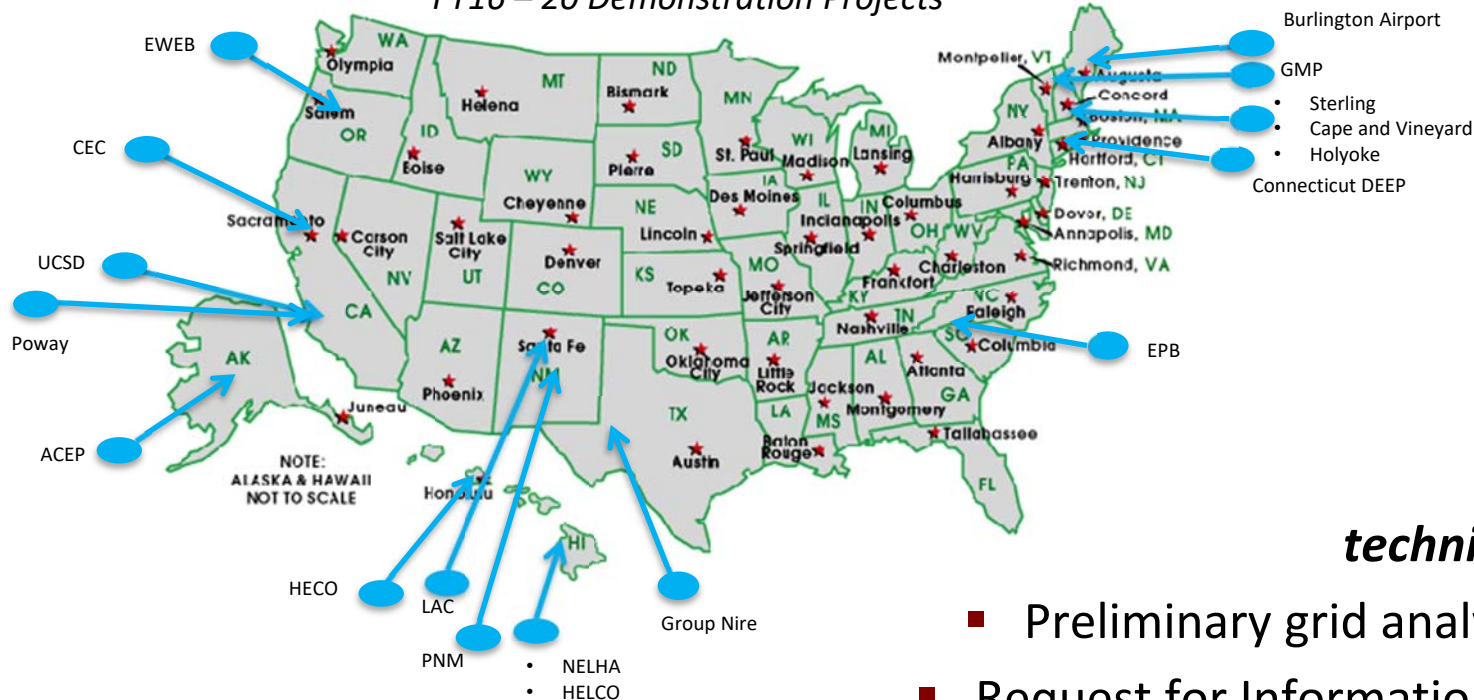 FY16 – 20 Demonstration Projects
Burlington Airport
EWEB
WA
Olympia
Montpelier, VT
GMP
MT
ND
Helena
Bismark
MN
Augusta
Concord
Boston, MA
• Sterling
• Cape and Vineyard
• Holyoke
Salem
OR
ID
Boise
SD
Pierre
St. Paul
WI
Madison
MI
Lansing
NY
Albany
Providence
Hartford, CT
Connecticut DEEP
CEC
WY
Cheyenne
IA
Des Moines
PA
Harrisburg
Trenton, NJ
Sacramento
Carson
City
NV
Salt Lake
City
UT
NE
Lincoln
IL
Springfield
IN
Indianapolis
Columbus
OH
WV
Dover, DE
Annapolis, MD
UCSD
Denver
CO
KS
Topeka
MO
Jefferson
City
KY
Frankfort
Charleston
Richmond, VA
Poway
CA
AZ
Phoenix
Santa Fe
NM
OK
Oklahoma
City
AR
Little
Rock
Nashville
TN
NC
Raleigh
SC
Columbia
EPB
AK
Juneau
ACEP
TX
Austin
LA
Baton
Rouge
Jackson
MS
AL
Montgomery
Atlanta
GA
Tallahassee
FL
NOTE:
ALASKA & HAWAII
NOT TO SCALE
Honolulu
HI
HECO
LAC
PNM
• NELHA
• HELCO
Group Nire
techni
▪ Preliminary grid analy
▪ Request for Informatio